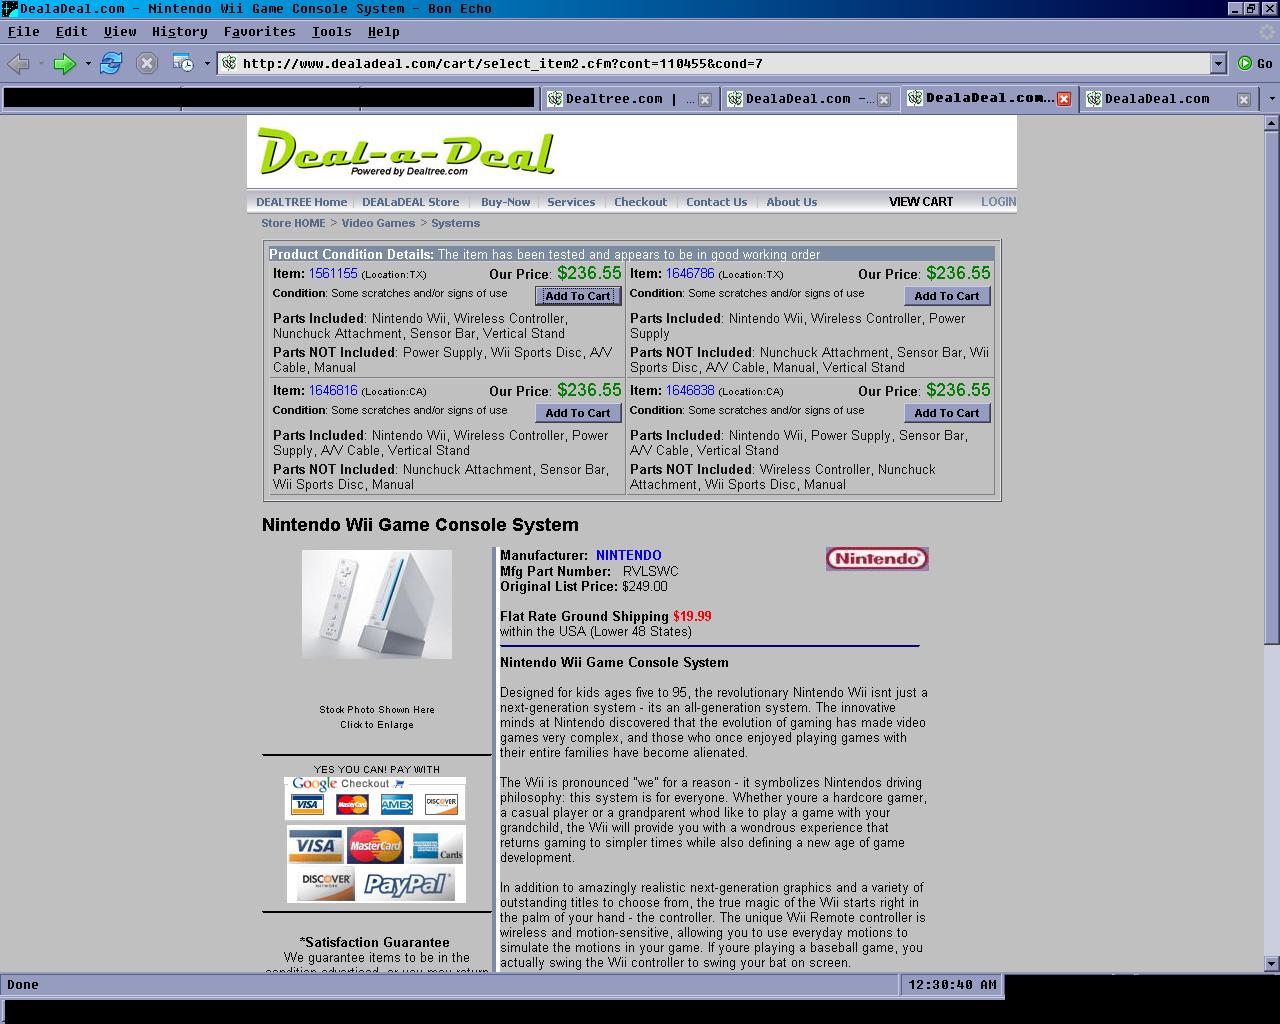 DealaDeal.com - Nintendo Wii Game Console System - Bon Echo
File Edit View History Favorites Tools Help
http://www.dealadeal.com/cart/select_item2.cfm?cont=110455&cond=7 Go
Dealtree.com | ... DealaDeal.com -... DealaDeal.com... DealaDeal.com
Deal-a-Deal
Powered by Dealtree.com
DEALTREE Home DEALaDEAL Store Buy-Now Services Checkout Contact Us About Us VIEW CART LOGIN
Store HOME > Video Games > Systems
Product Condition Details: The item has been tested and appears to be in good working order
Item: 1561155 (Location:TX) Our Price: $236.55
Condition: Some scratches and/or signs of use Add To Cart
Parts Included: Nintendo Wii, Wireless Controller,
Nunchuck Attachment, Sensor Bar, Vertical Stand
Parts NOT Included: Power Supply, Wii Sports Disc, A/V
Cable, Manual
Item: 1646786 (Location:TX) Our Price: $236.55
Condition: Some scratches and/or signs of use Add To Cart
Parts Included: Nintendo Wii, Wireless Controller, Power
Supply
Parts NOT Included: Nunchuck Attachment, Sensor Bar, Wii
Sports Disc, A/V Cable, Manual, Vertical Stand
Item: 1646816 (Location:CA) Our Price: $236.55
Condition: Some scratches and/or signs of use Add To Cart
Parts Included: Nintendo Wii, Wireless Controller, Power
Supply, A/V Cable, Vertical Stand
Parts NOT Included: Nunchuck Attachment, Sensor Bar,
Wii Sports Disc, Manual
Item: 1646838 (Location:CA) Our Price: $236.55
Condition: Some scratches and/or signs of use Add To Cart
Parts Included: Nintendo Wii, Power Supply, Sensor Bar,
A/V Cable, Vertical Stand
Parts NOT Included: Wireless Controller, Nunchuck
Attachment, Wii Sports Disc, Manual
Nintendo Wii Game Console System
Stock Photo Shown Here
Click to Enlarge
YES YOU CAN! PAY WITH
Google Checkout
VISA MasterCard AMEX DISCOVER
VISA MasterCard Cards
DISCOVER NETWORK PayPal
*Satisfaction Guarantee
We guarantee items to be in the
condition advertised, or you may return
Manufacturer: NINTENDO Nintendo
Mfg Part Number: RVLSWC
Original List Price: $249.00
Flat Rate Ground Shipping $19.99
within the USA (Lower 48 States)
Nintendo Wii Game Console System
Designed for kids ages five to 95, the revolutionary Nintendo Wii isnt just a
next-generation system - its an all-generation system. The innovative
minds at Nintendo discovered that the evolution of gaming has made video
games very complex, and those who once enjoyed playing games with
their entire families have become alienated.
The Wii is pronounced "we" for a reason - it symbolizes Nintendos driving
philosophy: this system is for everyone. Whether youre a hardcore gamer,
a casual player or a grandparent whod like to play a game with your
grandchild, the Wii will provide you with a wondrous experience that
returns gaming to simpler times while also defining a new age of game
development.
In addition to amazingly realistic next-generation graphics and a variety of
outstanding titles to choose from, the true magic of the Wii starts right in
the palm of your hand - the controller. The unique Wii Remote controller is
wireless and motion-sensitive, allowing you to use everyday motions to
simulate the motions in your game. If youre playing a baseball game, you
actually swing the Wii controller to swing your bat on screen.
Done 12:30:40 AM